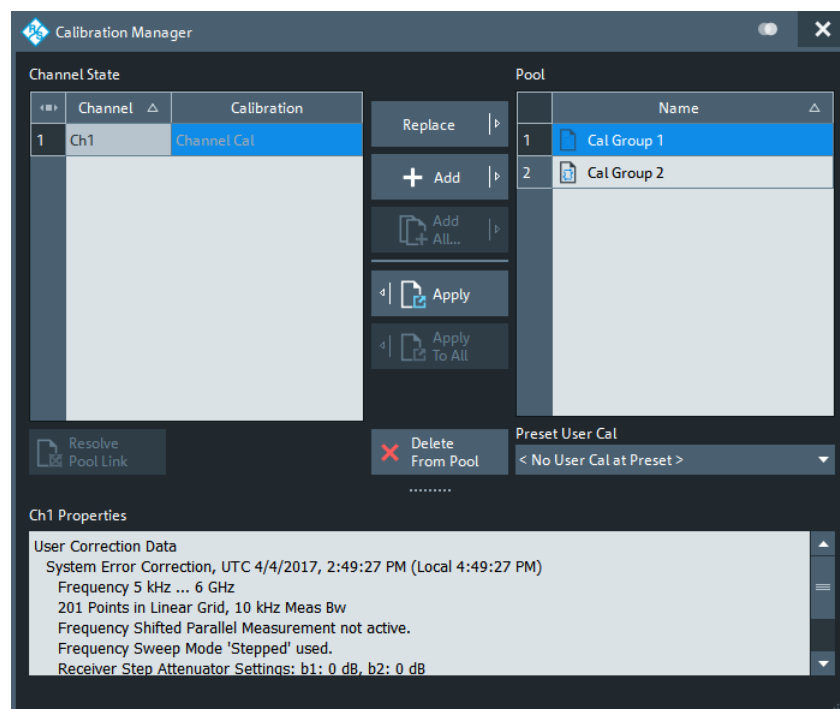 R&S Calibration Manager
Channel State
Channel
Calibration
1
Ch1
Channel Cal
Replace
Add
Add
All...
Apply
Apply
To All
Pool
Name
1
Cal Group 1
2
Cal Group 2
Resolve
Pool Link
Delete
From Pool
Preset User Cal
< No User Cal at Preset >
Ch1 Properties
User Correction Data
System Error Correction, UTC 4/4/2017, 2:49:27 PM (Local 4:49:27 PM)
Frequency 5 kHz ... 6 GHz
201 Points in Linear Grid, 10 kHz Meas Bw
Frequency Shifted Parallel Measurement not active.
Frequency Sweep Mode 'Stepped' used.
Receiver Step Attenuator Settings: b1: 0 dB, b2: 0 dB